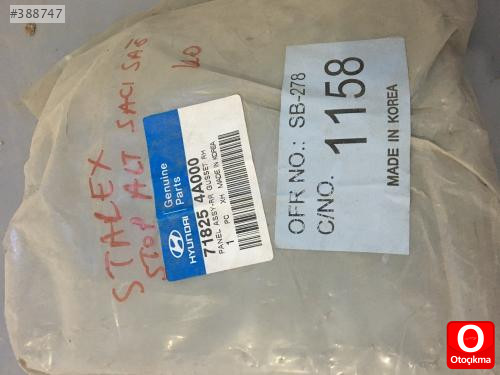 #388747
STAREX
STOP ALT SACI SAĞ
HYUNDAI
Genuine
Parts
71825 4A000
PANEL ASSY-RR GUSSET RH
1 PC XH MADE IN KOREA
OFR NO.: SB-278
C/NO. 1158
MADE IN KOREA
O
Otoçıkma